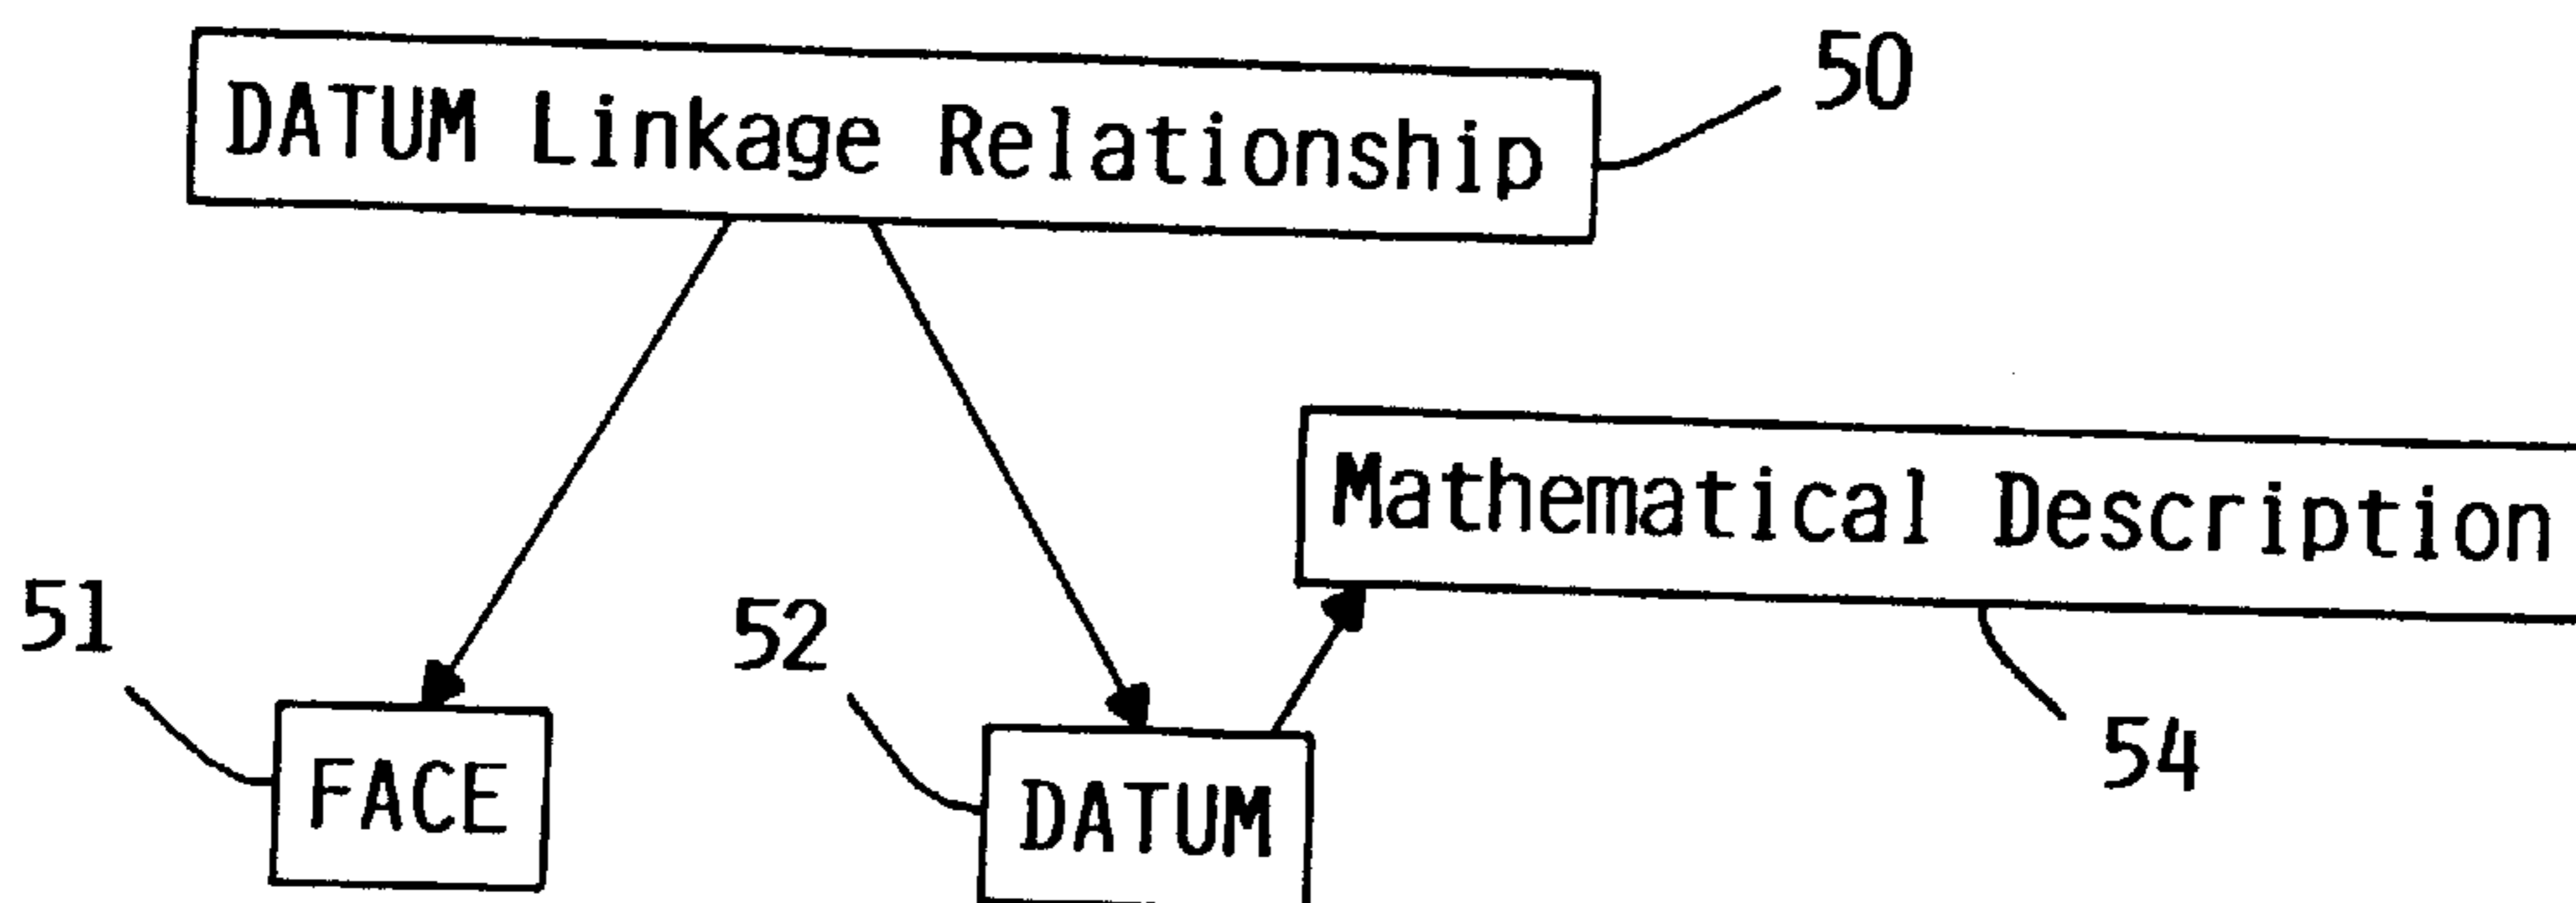 DATUM Linkage Relationship
50
Mathematical Description
51
52
54
FACE
DATUM